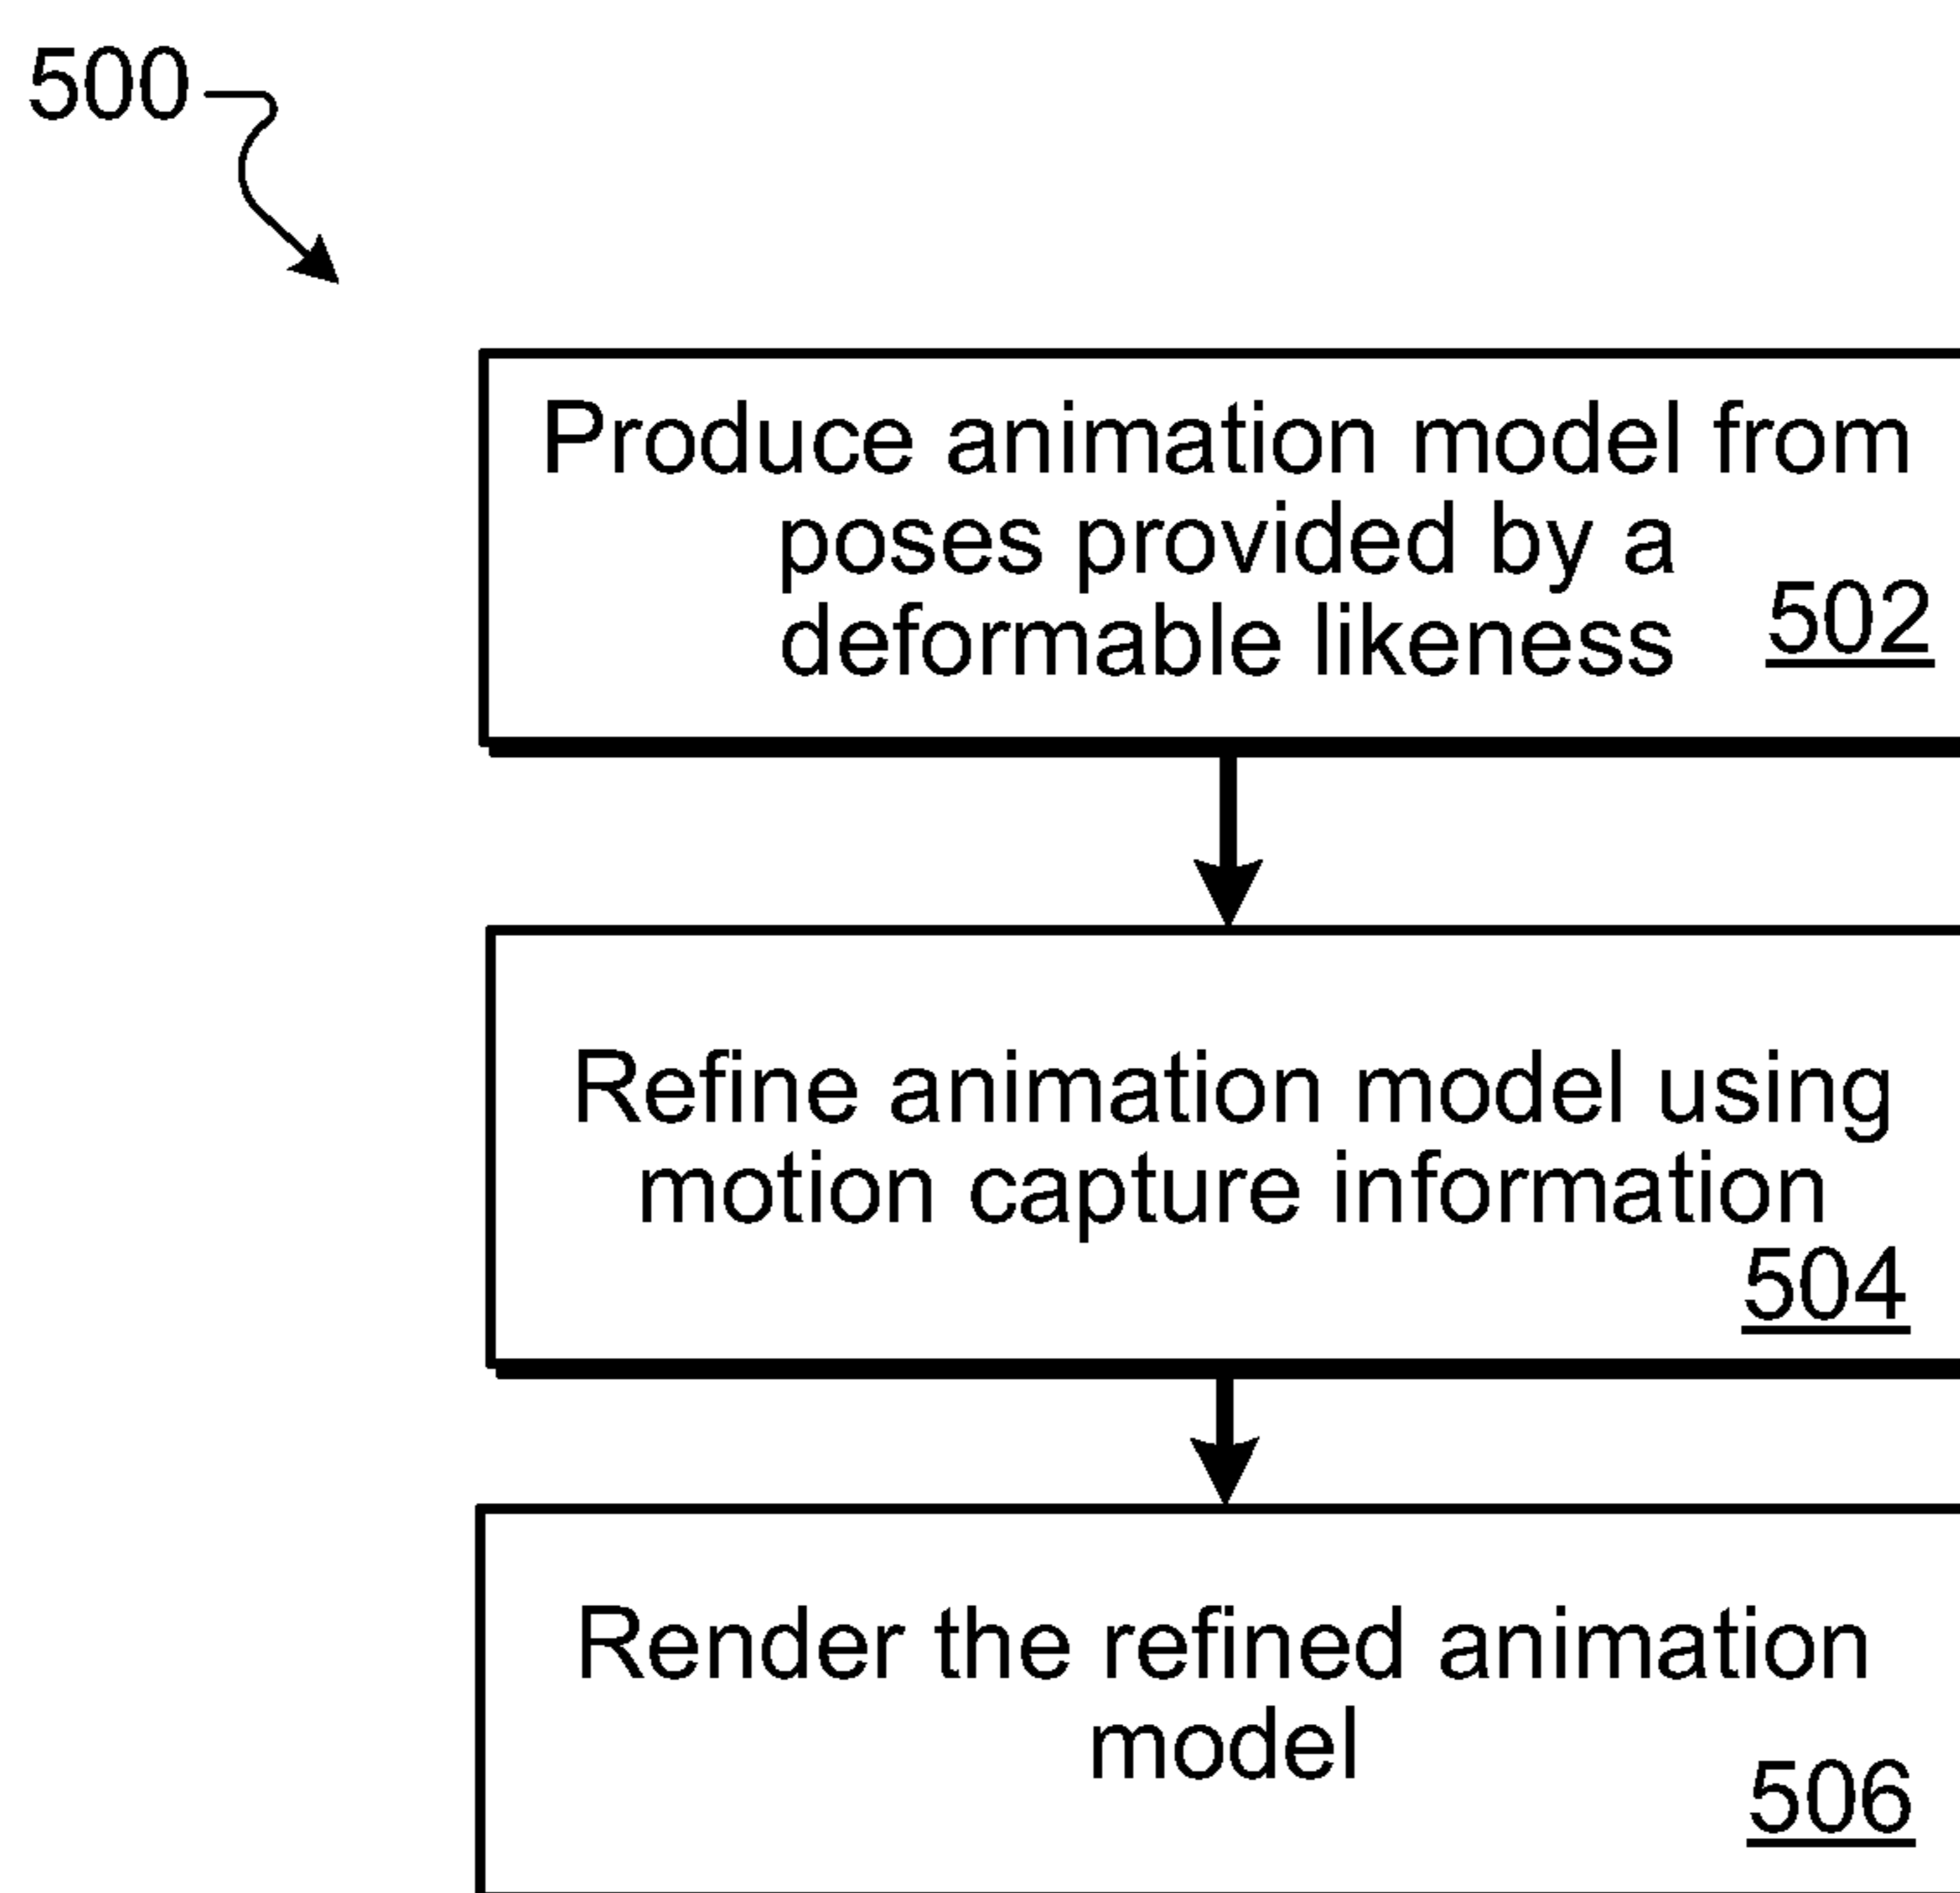 500
Produce animation model from
poses provided by a
deformable likeness
502
Refine animation model using
motion capture information
504
Render the refined animation
model
506